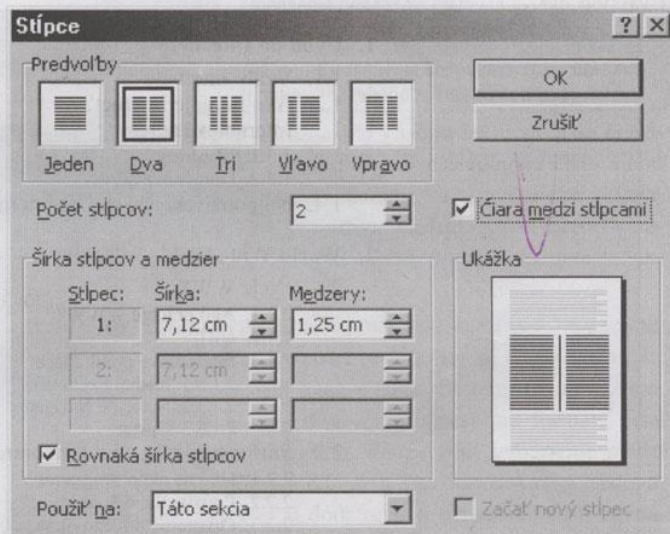 Stĺpce
Predvoľby
Jeden Dva Tri Vľavo Vpravo
OK
Zrušiť
Počet stĺpcov: 2
Čiara medzi stĺpcami
Šírka stĺpcov a medzier
Stĺpec: Šírka: Medzery:
1: 7,12 cm 1,25 cm
2: 7,12 cm
Rovnaká šírka stĺpcov
Ukážka
Použiť na: Táto sekcia
Začať nový stĺpec